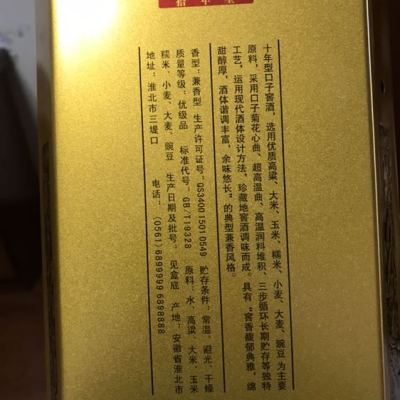 拾年型
十年型口子窖酒，选用优质高粱、大米、玉米、糯米、小麦、大麦、豌豆为主要
原料，采用口子菊花心曲、超高温曲、高温润料堆积、三步循环长期贮存等独特
工艺，运用现代酒体设计方法，珍藏地窖酒调味而成。具有“窖香馥郁典雅，绵
甜醇厚，酒体谐调丰富，余味悠长”的典型兼香风格。
香型：兼香型 生产许可证号：QS3400 1501 0549 贮存条件：常温 避光 干燥
质量等级：优级品 标准代号：GB/T19328 原料：水、高粱、大米、玉米
糯米、小麦、大麦、豌豆 生产日期及批号：见盒底 产地：安徽省淮北市
地址：淮北市三堤口 电话：(0561)6899999 6898888